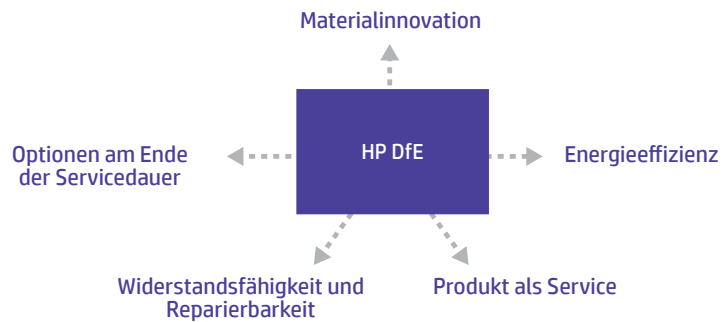 Materialinnovation
HP DfE
Optionen am Ende
der Servicedauer
Energieeffizienz
Widerstandsfähigkeit und
Reparierbarkeit
Produkt als Service